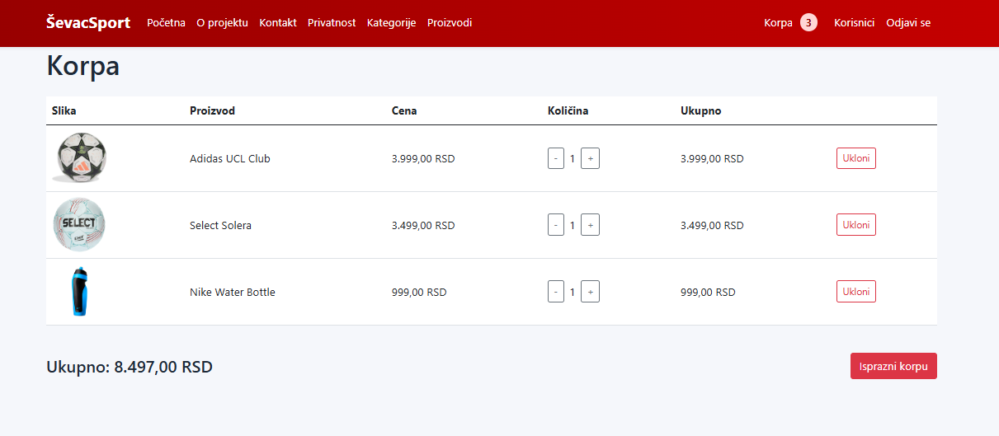 ŠevacSport Početna O projektu Kontakt Privatnost Kategorije Proizvodi Korpa 3 Korisnici Odjavi se
Korpa
Slika Proizvod Cena Količina Ukupno
Adidas UCL Club 3.999,00 RSD - 1 + 3.999,00 RSD Ukloni
SELECT
Select Solera 3.499,00 RSD - 1 + 3.499,00 RSD Ukloni
Nike Water Bottle 999,00 RSD - 1 + 999,00 RSD Ukloni
Ukupno: 8.497,00 RSD Isprazni korpu